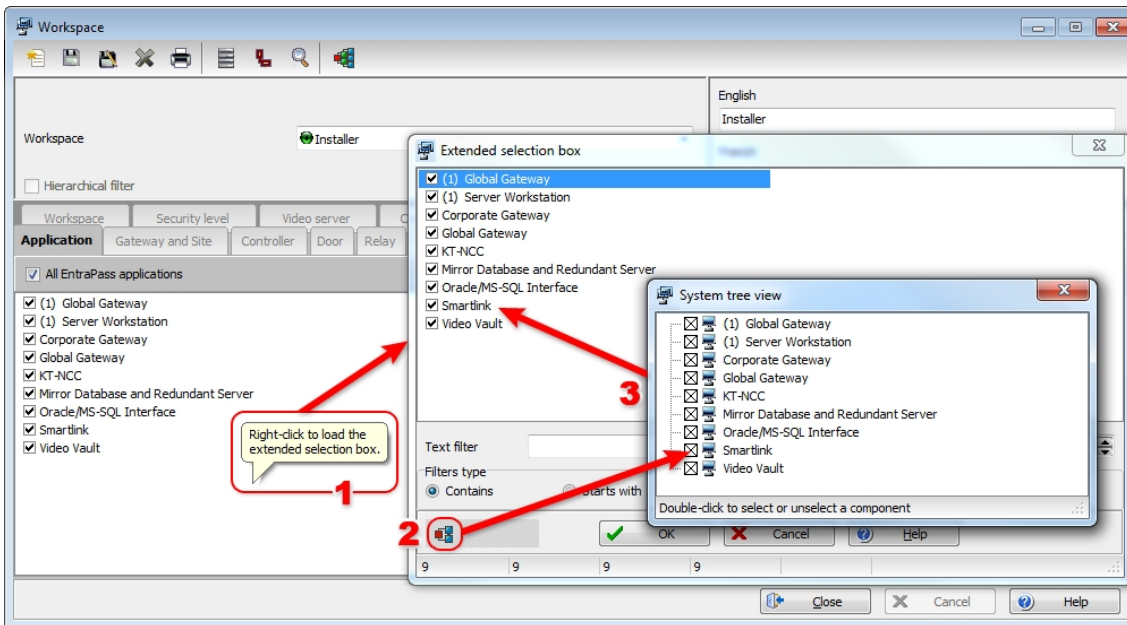 Workspace
English
Installer
Workspace
Installer
Hierarchical filter
Workspace
Security level
Video server
Application
Gateway and Site
Controller
Door
Relay
All EntraPass applications
(1) Global Gateway
(1) Server Workstation
Corporate Gateway
Global Gateway
KT-NCC
Mirror Database and Redundant Server
Oracle/MS-SQL Interface
Smartlink
Video Vault
Right-click to load the
extended selection box.
1
Extended selection box
(1) Global Gateway
(1) Server Workstation
Corporate Gateway
Global Gateway
KT-NCC
Mirror Database and Redundant Server
Oracle/MS-SQL Interface
Smartlink
Video Vault
3
Text filter
Filters type
Contains
Starts with
2
OK
Cancel
Help
9
9
9
9
System tree view
(1) Global Gateway
(1) Server Workstation
Corporate Gateway
Global Gateway
KT-NCC
Mirror Database and Redundant Server
Oracle/MS-SQL Interface
Smartlink
Video Vault
Double-click to select or unselect a component
Close
Cancel
Help